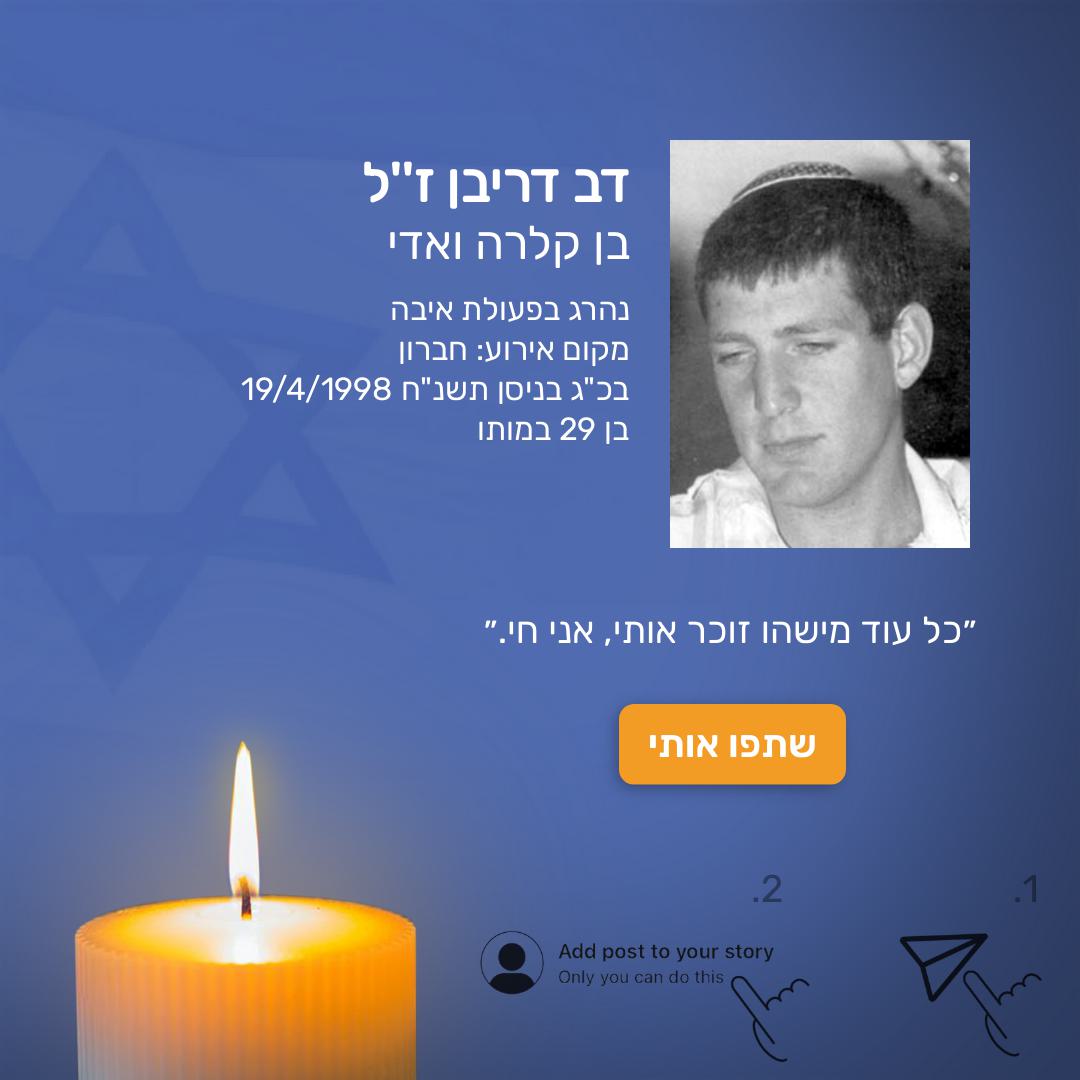 דב דריבן ז"ל
בן קלרה ואדי
נהרג בפעולת איבה
מקום אירוע: חברון
בכ"ג בניסן תשנ"ח 19/4/1998
בן 29 במותו
״כל עוד מישהו זוכר אותי, אני חי.״
שתפו אותי
1.
2.
Add post to your story
Only you can do this